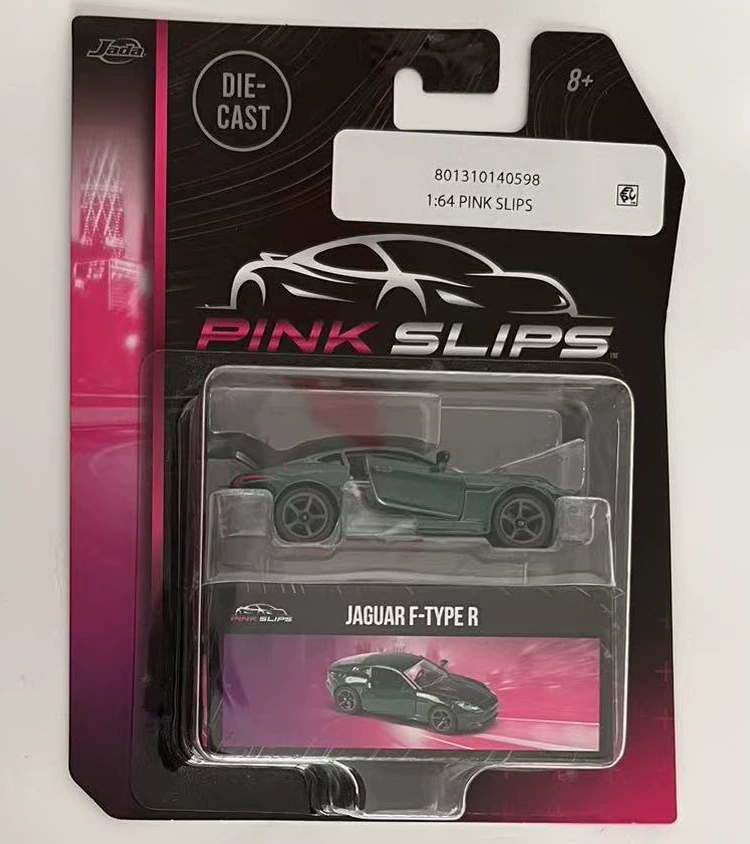 Jada
DIE-
CAST
8+
801310140598
1:64 PINK SLIPS
PINK SLIPS
PINK SLIPS
JAGUAR F-TYPE R